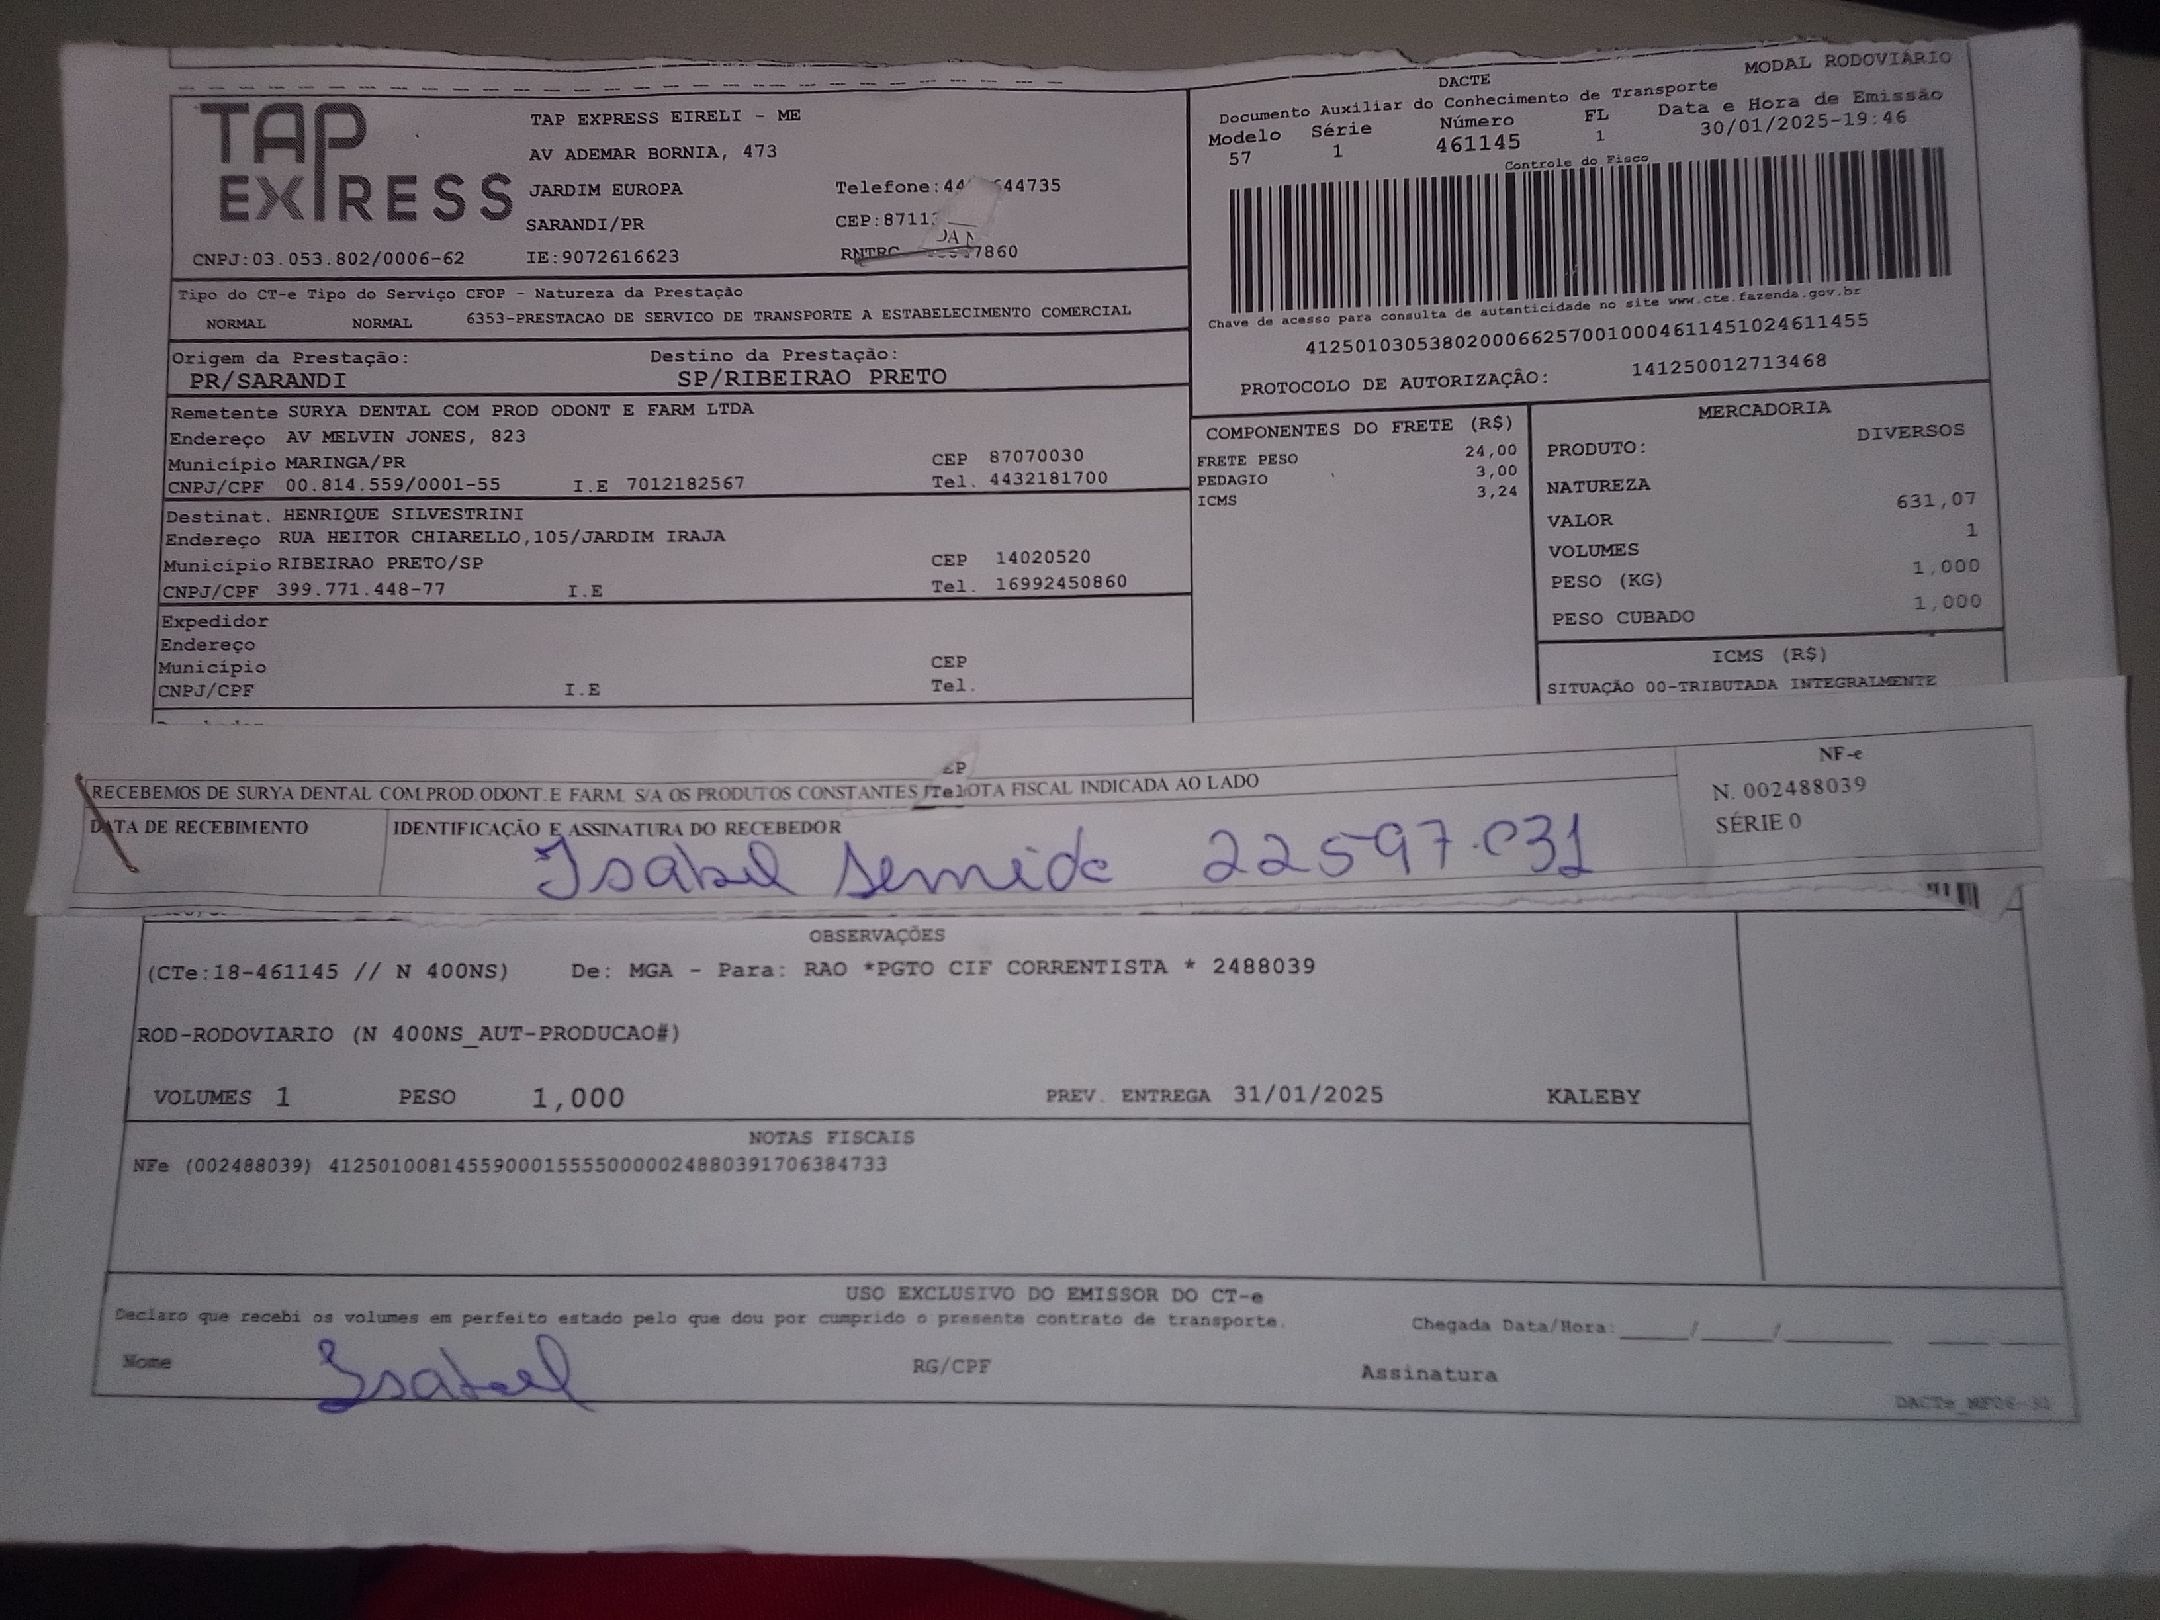 TAP EXPRESS
TAP EXPRESS EIRELI - ME
AV ADEMAR BORNIA, 473
JARDIM EUROPA Telefone:44 644735
SARANDI/PR CEP:8711
CNPJ:03.053.802/0006-62 IE:9072616623 RNTRC 7860
MODAL RODOVIÁRIO
DACTE
Documento Auxiliar do Conhecimento de Transporte
Modelo Série Número FL Data e Hora de Emissão
57 1 461145 1 30/01/2025-19:46
Controle do Fisco
Chave de acesso para consulta de autenticidade no site www.cte.fazenda.gov.br
41250103053802000662570010004611451024611455
PROTOCOLO DE AUTORIZAÇÃO: 141250012713468
Tipo do CT-e Tipo do Serviço CFOP - Natureza da Prestação
NORMAL NORMAL 6353-PRESTACAO DE SERVICO DE TRANSPORTE A ESTABELECIMENTO COMERCIAL
Origem da Prestação: Destino da Prestação:
PR/SARANDI SP/RIBEIRAO PRETO
Remetente SURYA DENTAL COM PROD ODONT E FARM LTDA
Endereço AV MELVIN JONES, 823
Município MARINGA/PR CEP 87070030
CNPJ/CPF 00.814.559/0001-55 I.E 7012182567 Tel. 4432181700
Destinat. HENRIQUE SILVESTRINI
Endereço RUA HEITOR CHIARELLO,105/JARDIM IRAJA
Município RIBEIRAO PRETO/SP CEP 14020520
CNPJ/CPF 399.771.448-77 I.E Tel. 16992450860
Expedidor
Endereço
Município CEP
CNPJ/CPF I.E Tel.
COMPONENTES DO FRETE (R$)
FRETE PESO 24,00
PEDAGIO 3,00
ICMS 3,24
MERCADORIA
PRODUTO: DIVERSOS
NATUREZA
VALOR 631,07
VOLUMES 1
PESO (KG) 1,000
PESO CUBADO 1,000
ICMS (R$)
SITUAÇÃO 00-TRIBUTADA INTEGRALMENTE
RECEBEMOS DE SURYA DENTAL COM.PROD.ODONT.E FARM. S/A OS PRODUTOS CONSTANTES Tel OTA FISCAL INDICADA AO LADO
DATA DE RECEBIMENTO IDENTIFICAÇÃO E ASSINATURA DO RECEBEDOR
Isabel 22597.031
NF-e
N. 002488039
SÉRIE 0
OBSERVAÇÕES
(CTe:18-461145 // N 400NS) De: MGA - Para: RAO *PGTO CIF CORRENTISTA * 2488039
ROD-RODOVIARIO (N 400NS_AUT-PRODUCAO#)
VOLUMES 1 PESO 1,000 PREV. ENTREGA 31/01/2025 KALEBY
NOTAS FISCAIS
NFe (002488039) 41250100814559000155550000024880391706384733
USO EXCLUSIVO DO EMISSOR DO CT-e
Declaro que recebi os volumes em perfeito estado pelo que dou por cumprido o presente contrato de transporte.
Chegada Data/Hora: ____/____/______ ___ ___
Nome Isabel RG/CPF Assinatura